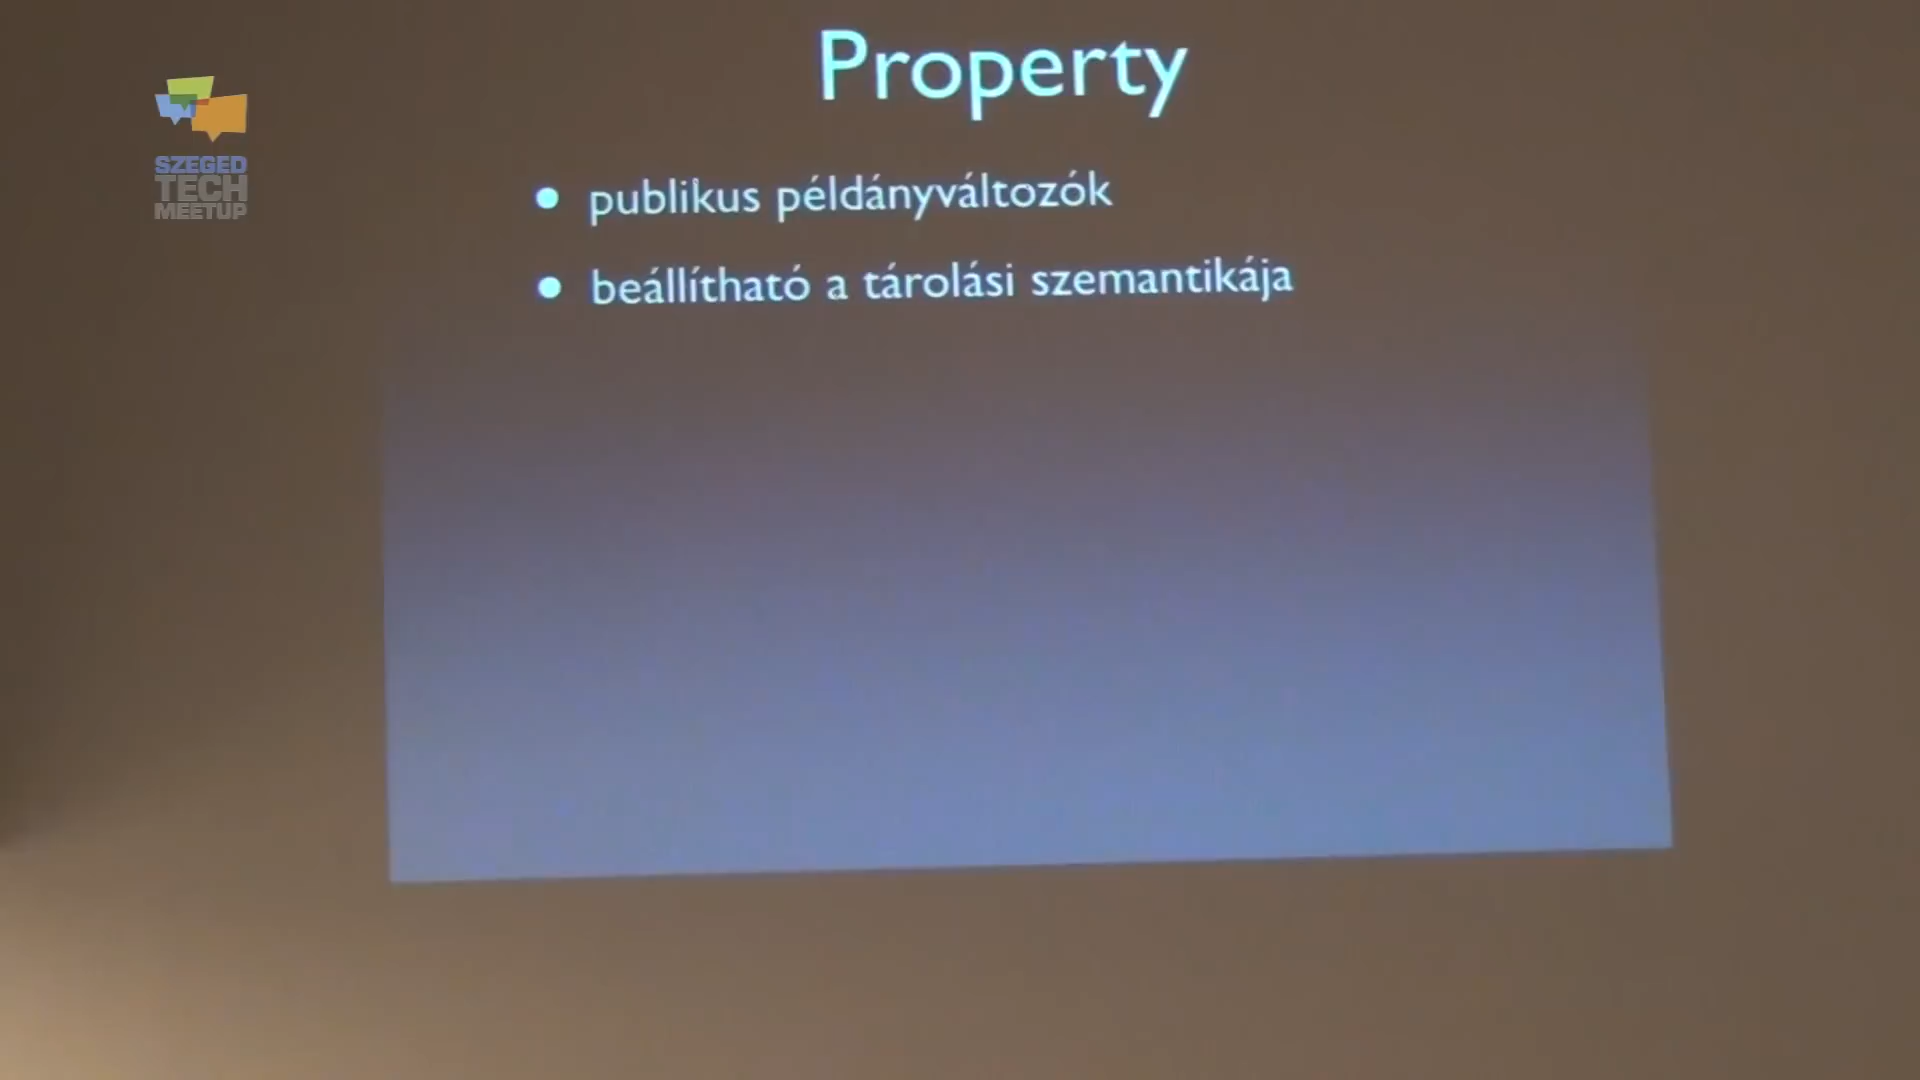 Property
SZEGED
TECH
MEETUP
publikus példányváltozók
beállítható a tárolási szemantikája